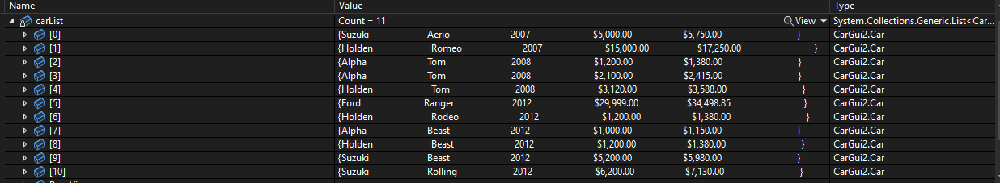 Name Value Type
carList Count = 11 View System.Collections.Generic.List<Car...
[0] {Suzuki Aerio 2007 $5,000.00 $5,750.00 } CarGui2.Car
[1] {Holden Romeo 2007 $15,000.00 $17,250.00 } CarGui2.Car
[2] {Alpha Tom 2008 $1,200.00 $1,380.00 } CarGui2.Car
[3] {Alpha Tom 2008 $2,100.00 $2,415.00 } CarGui2.Car
[4] {Holden Tom 2008 $3,120.00 $3,588.00 } CarGui2.Car
[5] {Ford Ranger 2012 $29,999.00 $34,498.85 } CarGui2.Car
[6] {Holden Rodeo 2012 $1,200.00 $1,380.00 } CarGui2.Car
[7] {Alpha Beast 2012 $1,000.00 $1,150.00 } CarGui2.Car
[8] {Holden Beast 2012 $1,200.00 $1,380.00 } CarGui2.Car
[9] {Suzuki Beast 2012 $5,200.00 $5,980.00 } CarGui2.Car
[10] {Suzuki Rolling 2012 $6,200.00 $7,130.00 } CarGui2.Car